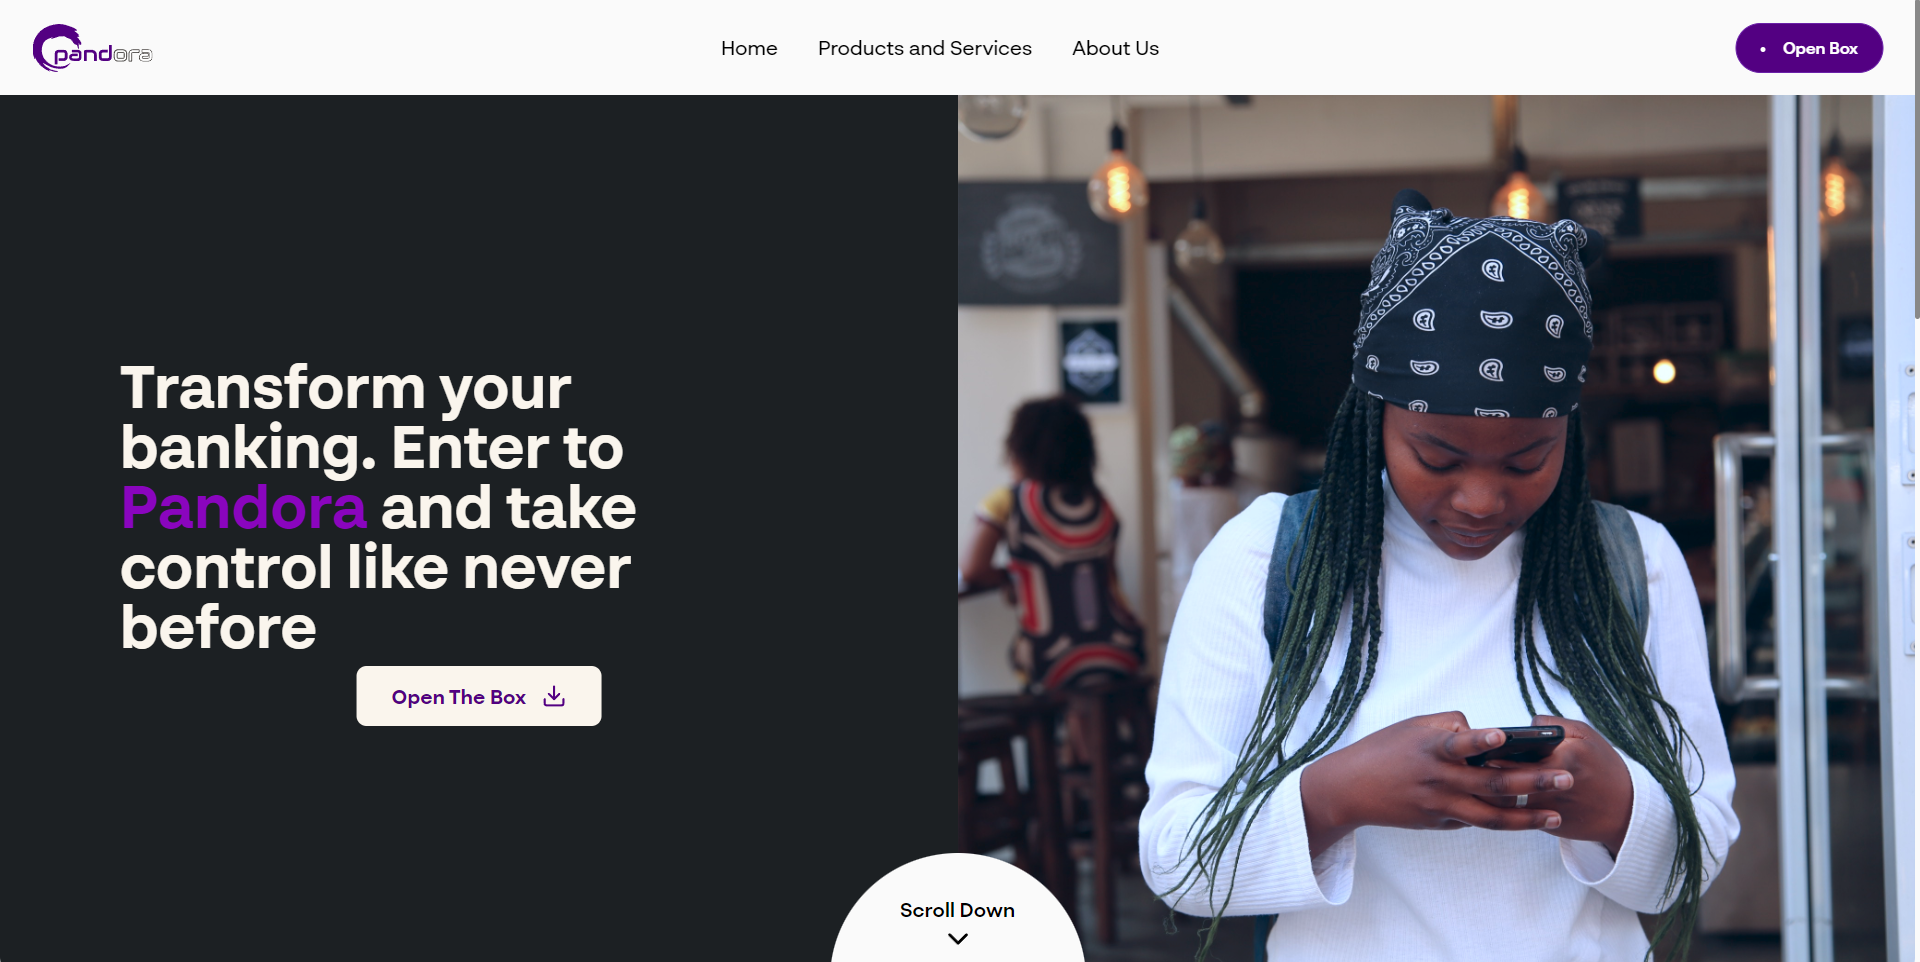 pandora
Home
Products and Services
About Us
Open Box
Transform your
banking. Enter to
Pandora and take
control like never
before
Open The Box
Scroll Down